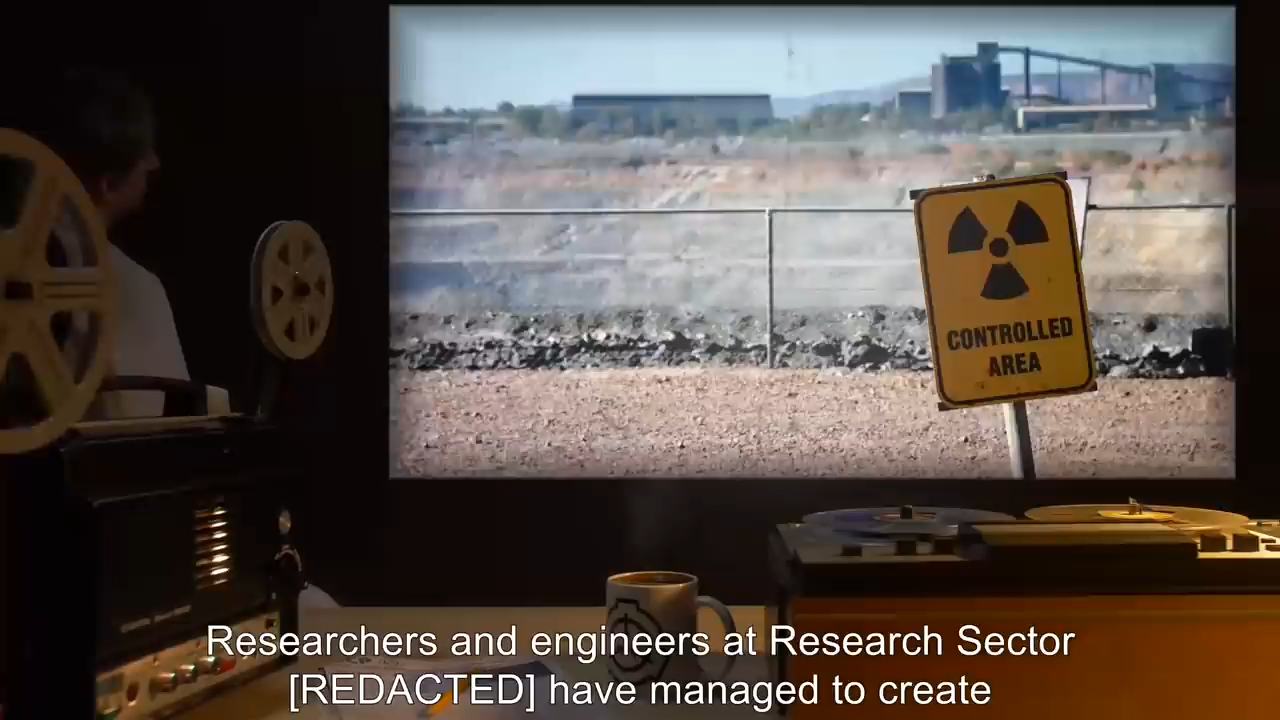 CONTROLLED
AREA
Researchers and engineers at Research Sector
[REDACTED] have managed to create